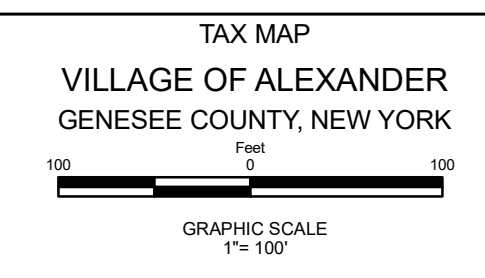 TAX MAP
VILLAGE OF ALEXANDER
GENESEE COUNTY, NEW YORK
Feet
100 0 100
GRAPHIC SCALE
1"= 100'